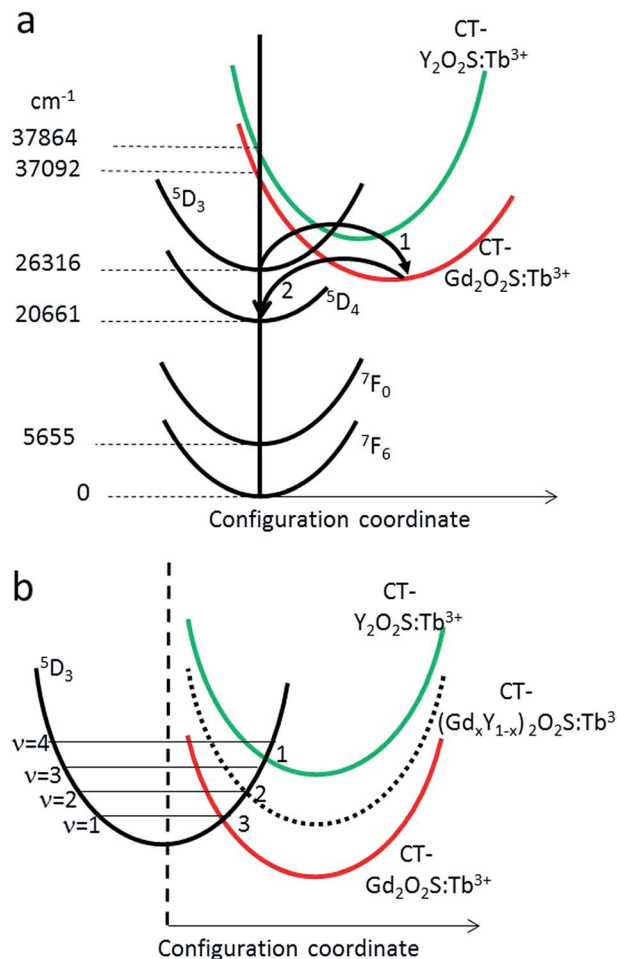 a
CT-
Y₂O₂S:Tb³⁺
cm⁻¹
37864
37092
⁵D₃
1
CT-
Gd₂O₂S:Tb³⁺
26316
2
⁵D₄
20661
⁷F₀
5655
⁷F₆
0
Configuration coordinate
b
CT-
Y₂O₂S:Tb³⁺
⁵D₃
CT-
(GdₓY₁₋ₓ)₂O₂S:Tb³
ν=4
1
ν=3
ν=2
2
ν=1
3
CT-
Gd₂O₂S:Tb³⁺
Configuration coordinate